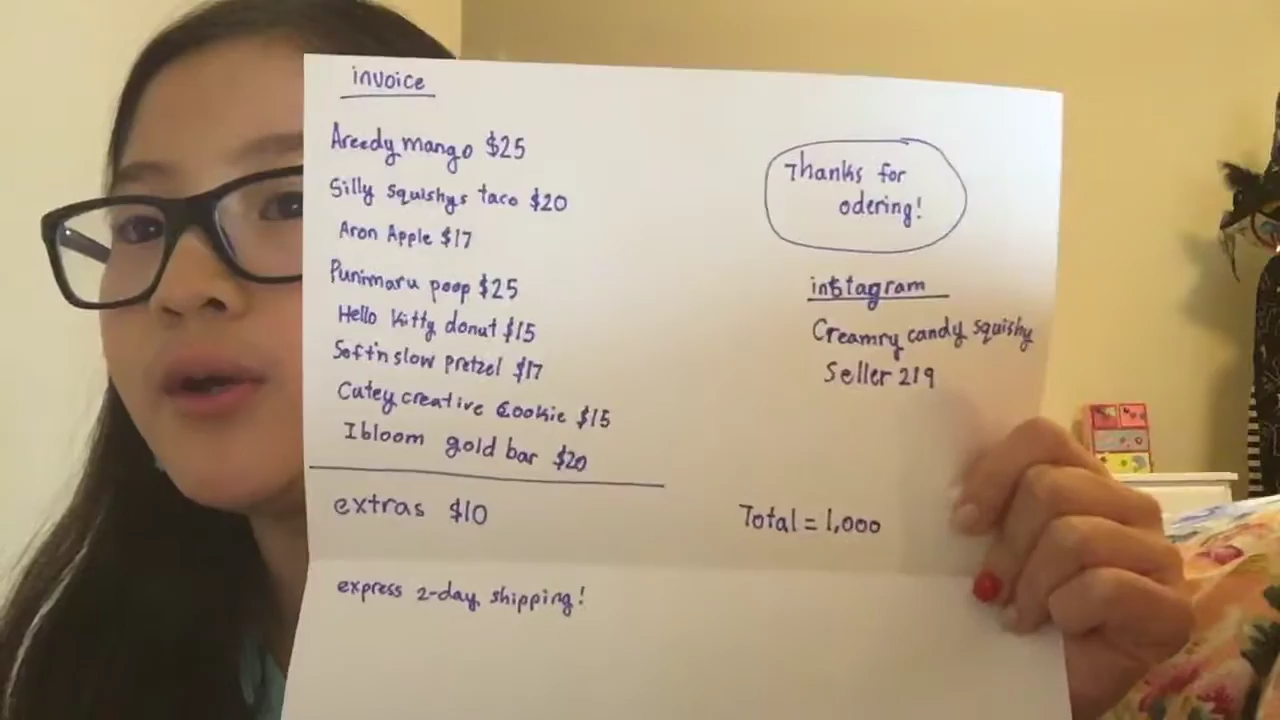 invoice
Areedy mango $25
Silly squishys taco $20
Aron Apple $17
Punimaru poop $25
Hello kitty donut $15
Soft'n slow pretzel $17
Cutey creative Cookie $15
Ibloom gold bar $20
extras $10
express 2-day shipping!
Thanks for
odering!
instagram
Creamry candy squishy
Seller 219
Total = 1,000